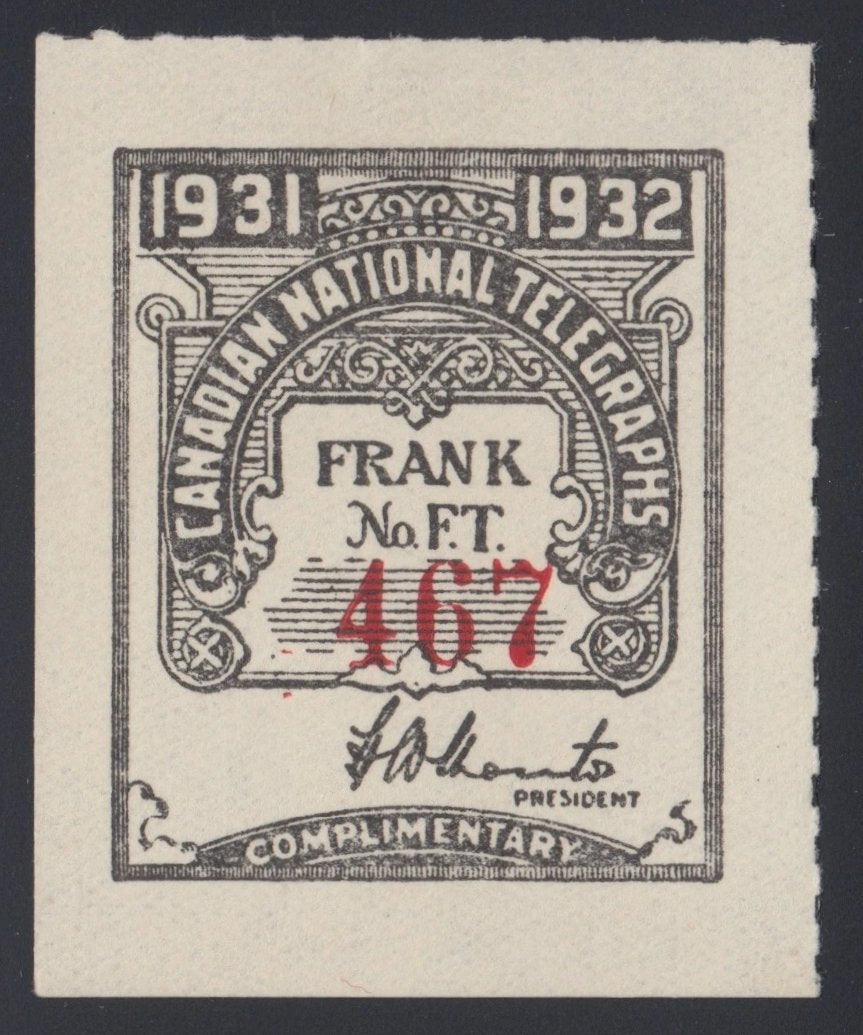 1931 1932
CANADIAN NATIONAL TELEGRAPHS
FRANK
No. F.T.
467
PRESIDENT
COMPLIMENTARY